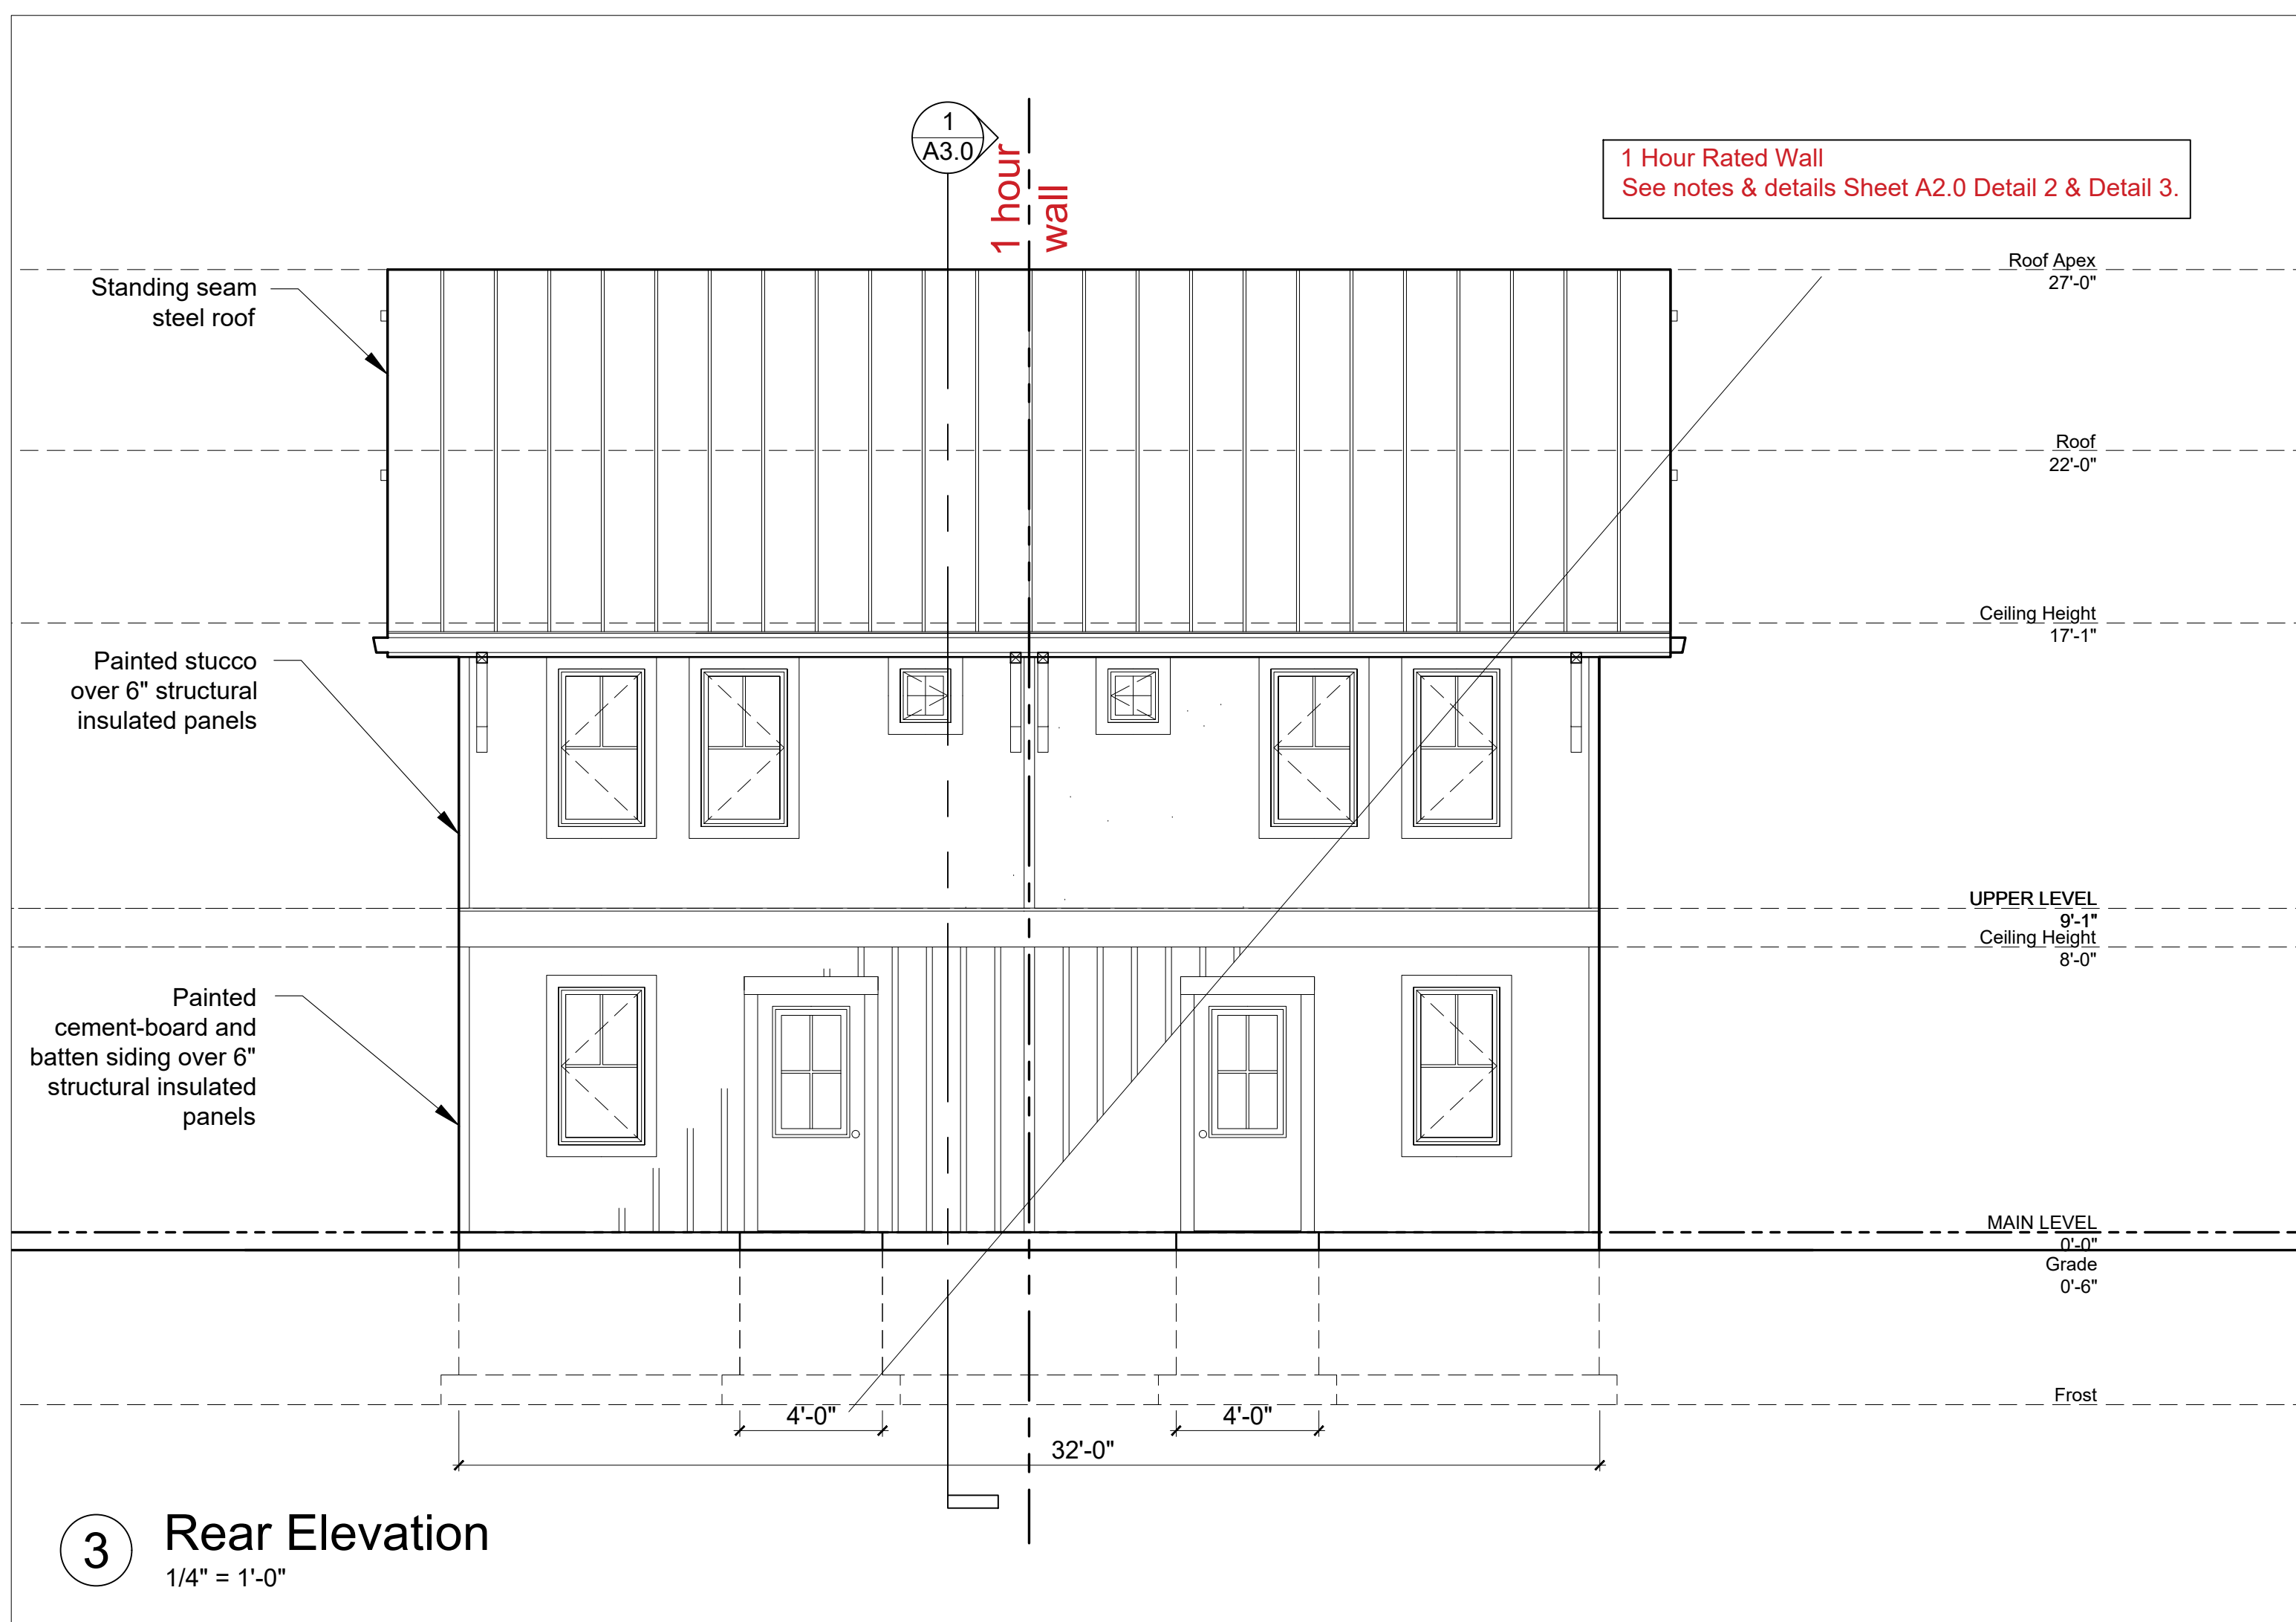 1
A3.0
1 hour
wall
1 Hour Rated Wall
See notes & details Sheet A2.0 Detail 2 & Detail 3.
Standing seam
steel roof
Roof Apex
27'-0"
Roof
22'-0"
Ceiling Height
17'-1"
Painted stucco
over 6" structural
insulated panels
UPPER LEVEL
9'-1"
Ceiling Height
8'-0"
Painted
cement-board and
batten siding over 6"
structural insulated
panels
MAIN LEVEL
0'-0"
Grade
0'-6"
Frost
4'-0"
4'-0"
32'-0"
3
Rear Elevation
1/4" = 1'-0"